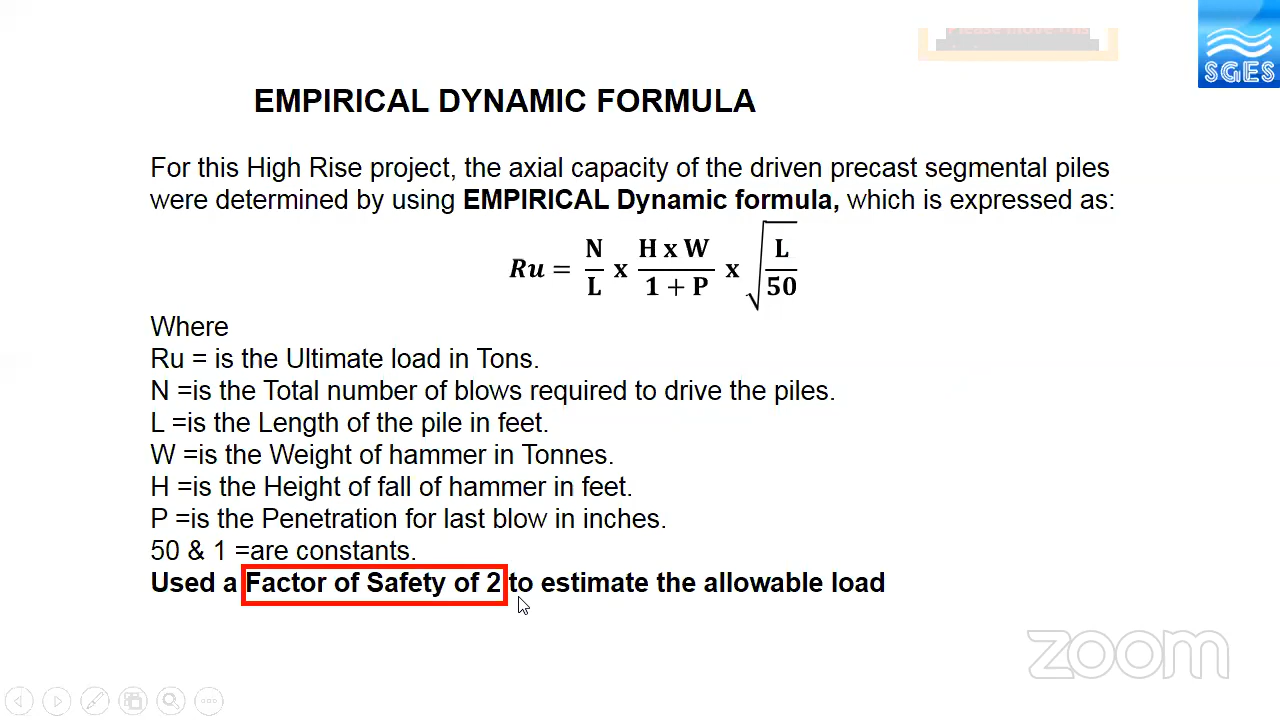 Please move this
SGES
EMPIRICAL DYNAMIC FORMULA
For this High Rise project, the axial capacity of the driven precast segmental piles
were determined by using EMPIRICAL Dynamic formula, which is expressed as:
Ru = N/L x (H x W)/(1 + P) x √(L/50)
Where
Ru = is the Ultimate load in Tons.
N =is the Total number of blows required to drive the piles.
L =is the Length of the pile in feet.
W =is the Weight of hammer in Tonnes.
H =is the Height of fall of hammer in feet.
P =is the Penetration for last blow in inches.
50 & 1 =are constants.
Used a Factor of Safety of 2 to estimate the allowable load
zoom